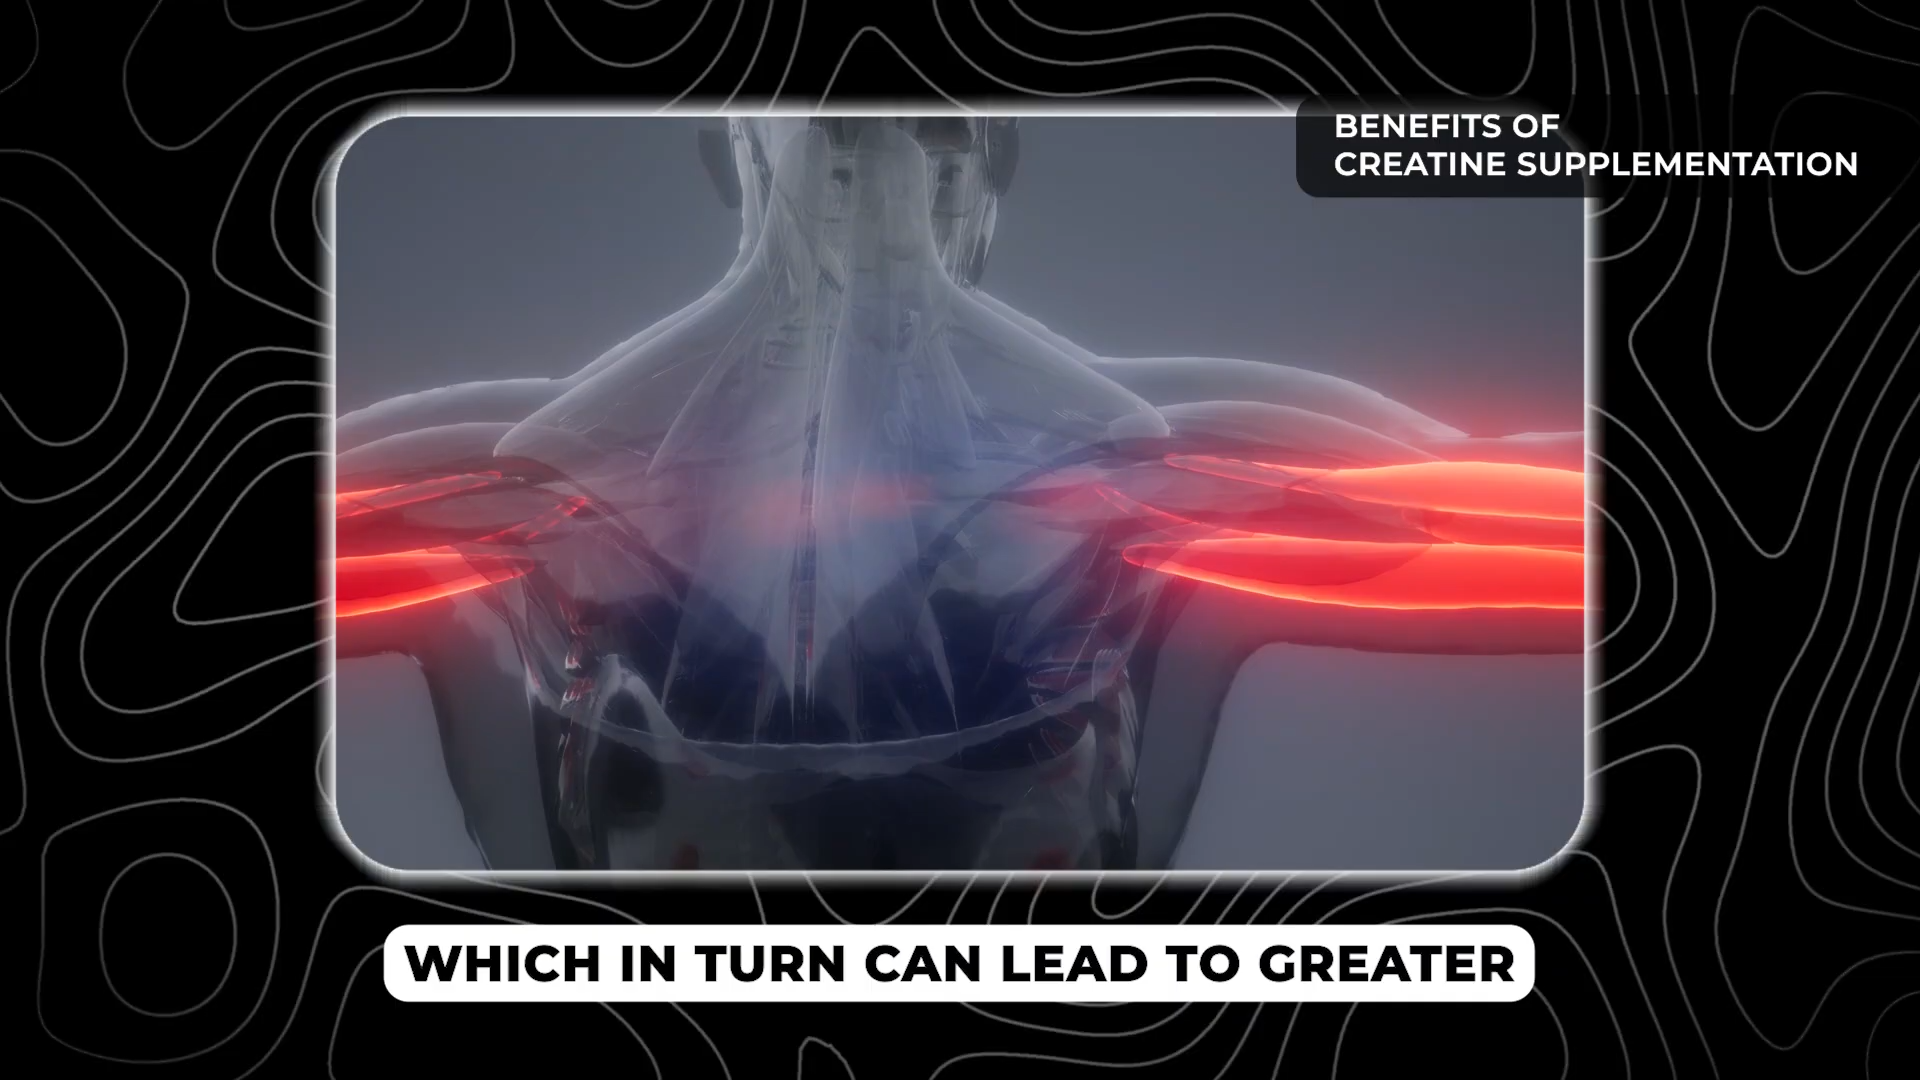 BENEFITS OF
CREATINE SUPPLEMENTATION
WHICH IN TURN CAN LEAD TO GREATER